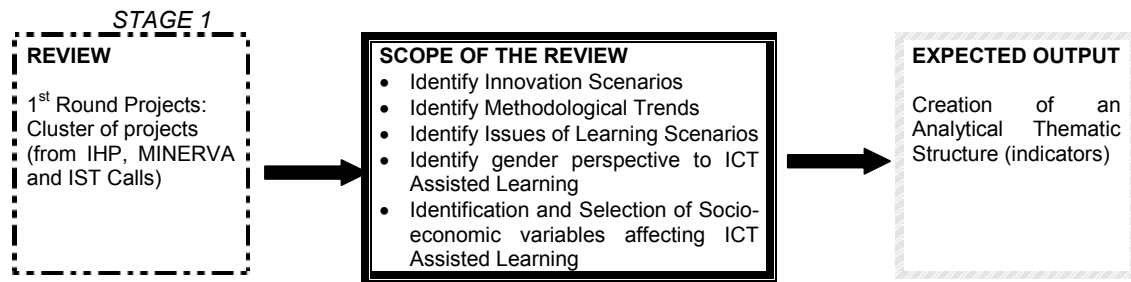 STAGE 1
REVIEW
1st Round Projects:
Cluster of projects
(from IHP, MINERVA
and IST Calls)
SCOPE OF THE REVIEW
• Identify Innovation Scenarios
• Identify Methodological Trends
• Identify Issues of Learning Scenarios
• Identify gender perspective to ICT
Assisted Learning
• Identification and Selection of Socio-
economic variables affecting ICT
Assisted Learning
EXPECTED OUTPUT
Creation of an
Analytical Thematic
Structure (indicators)